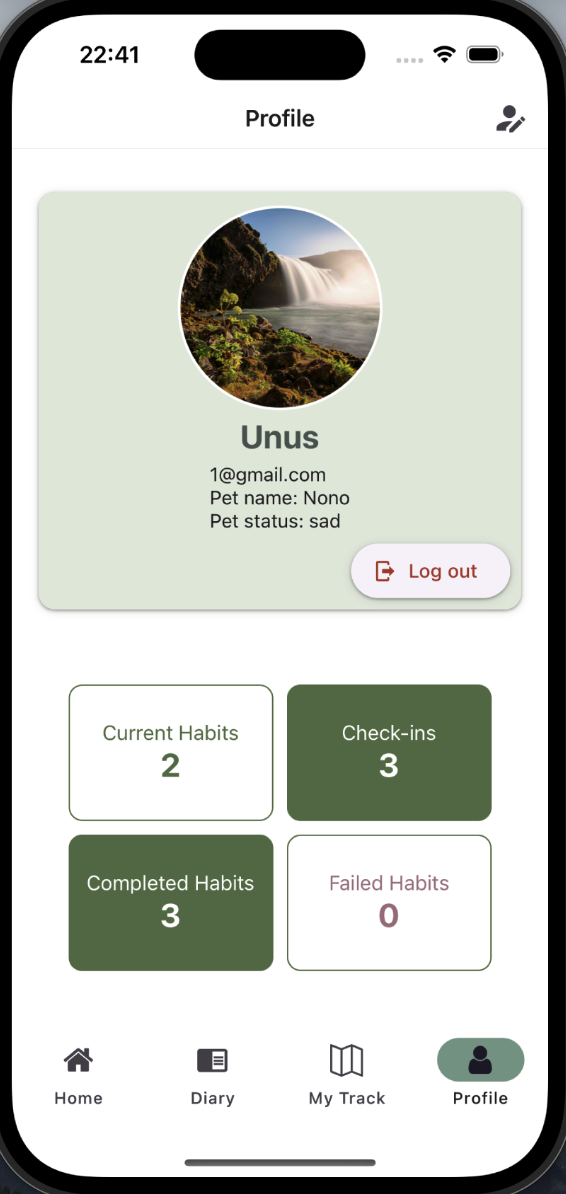 22:41
Profile
Unus
1@gmail.com
Pet name: Nono
Pet status: sad
Log out
Current Habits
2
Check-ins
3
Completed Habits
3
Failed Habits
0
Home
Diary
My Track
Profile